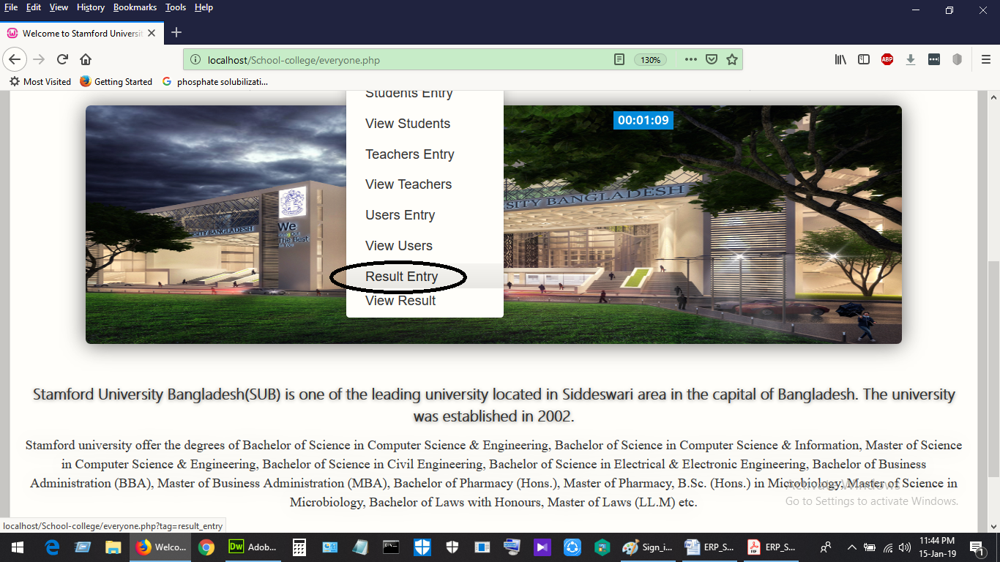 File Edit View History Bookmarks Tools Help
Welcome to Stamford Universit
localhost/School-college/everyone.php
130%
ABP
Most Visited
Getting Started
phosphate solubilizati...
Students Entry
00:01:09
View Students
Teachers Entry
View Teachers
SITY BANGLADESH
Users Entry
We
RSITY BANGLADESH
The Best
View Users
Result Entry
View Result
Stamford University Bangladesh(SUB) is one of the leading university located in Siddeswari area in the capital of Bangladesh. The university
was established in 2002.
Stamford university offer the degrees of Bachelor of Science in Computer Science & Engineering, Bachelor of Science in Computer Science & Information, Master of Science
in Computer Science & Engineering, Bachelor of Science in Civil Engineering, Bachelor of Science in Electrical & Electronic Engineering, Bachelor of Business
Administration (BBA), Master of Business Administration (MBA), Bachelor of Pharmacy (Hons.), Master of Pharmacy, B.Sc. (Hons.) in Microbiology, Master of Science in
Microbiology, Bachelor of Laws with Honours, Master of Laws (LL.M) etc.
Activate Windows
Go to Settings to activate Windows.
localhost/School-college/everyone.php?tag=result_entry
Welco...
Dw
Adob...
Sign_i...
ERP_S...
ERP_S...
11:44 PM
15-Jan-19
1